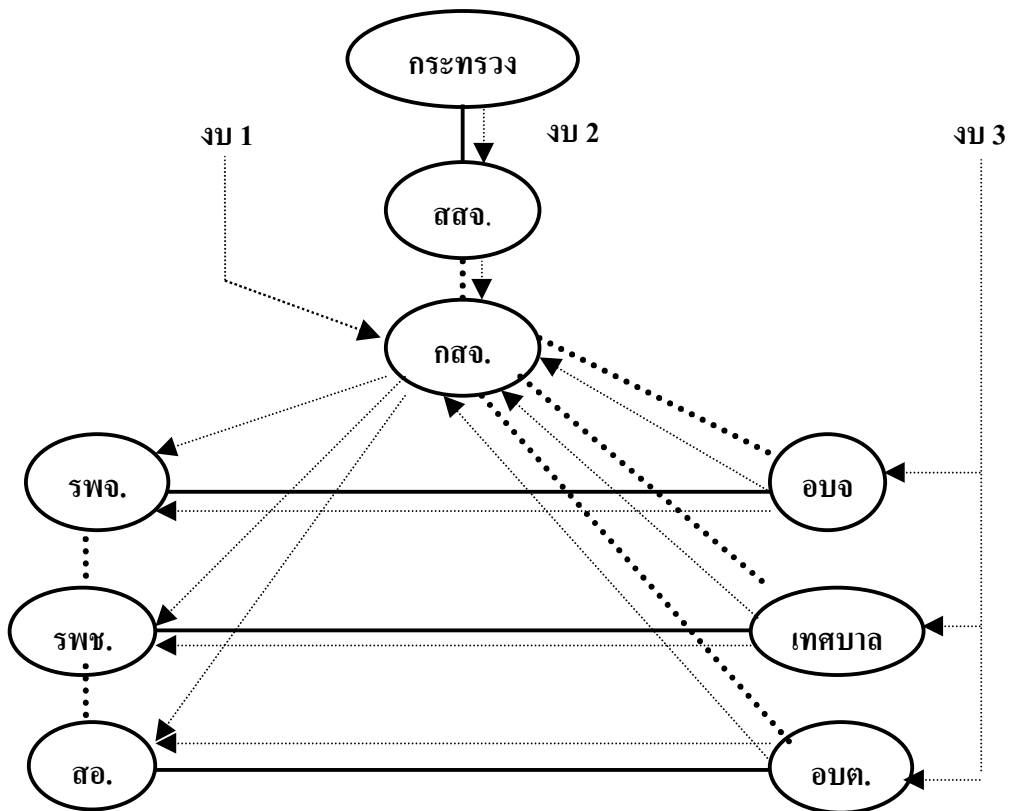 กระทรวง
งบ 1
งบ 2
งบ 3
สสจ.
กสจ.
รพจ.
อบจ
รพช.
เทศบาล
สอ.
อบต.